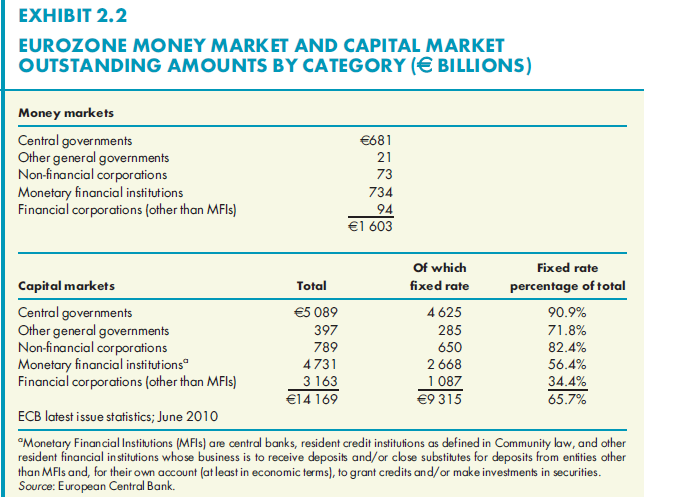 EXHIBIT 2.2
EUROZONE MONEY MARKET AND CAPITAL MARKET
OUTSTANDING AMOUNTS BY CATEGORY (€ BILLIONS)
Money markets
Central governments €681
Other general governments 21
Non-financial corporations 73
Monetary financial institutions 734
Financial corporations (other than MFIs) 94
€1 603
Of which Fixed rate
Capital markets Total fixed rate percentage of total
Central governments €5 089 4 625 90.9%
Other general governments 397 285 71.8%
Non-financial corporations 789 650 82.4%
Monetary financial institutionsᵃ 4 731 2 668 56.4%
Financial corporations (other than MFIs) 3 163 1 087 34.4%
€14 169 €9 315 65.7%
ECB latest issue statistics; June 2010
ᵃMonetary Financial Institutions (MFIs) are central banks, resident credit institutions as defined in Community law, and other
resident financial institutions whose business is to receive deposits and/or close substitutes for deposits from entities other
than MFIs and, for their own account (at least in economic terms), to grant credits and/or make investments in securities.
Source: European Central Bank.